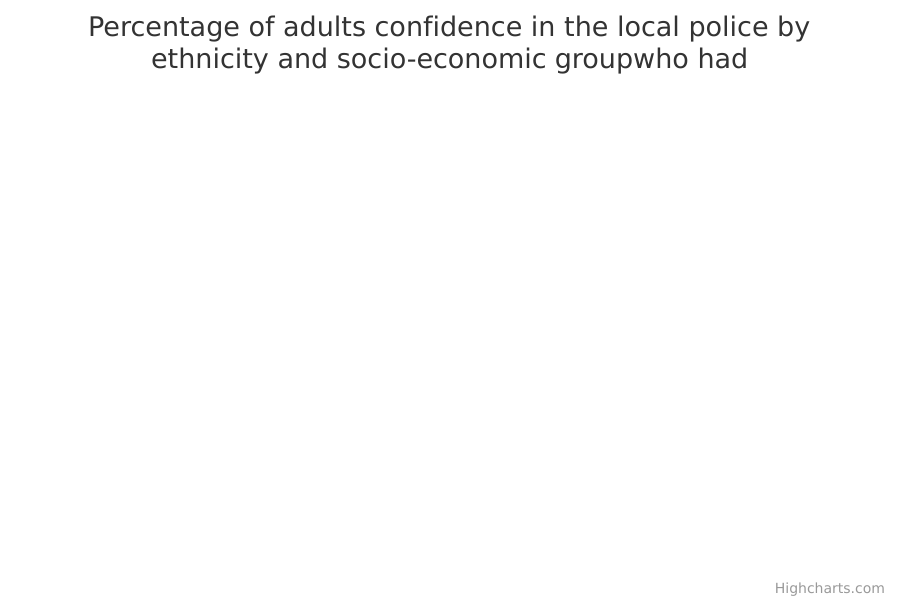 Percentage of adults confidence in the local police by
ethnicity and socio-economic groupwho had
Highcharts.com